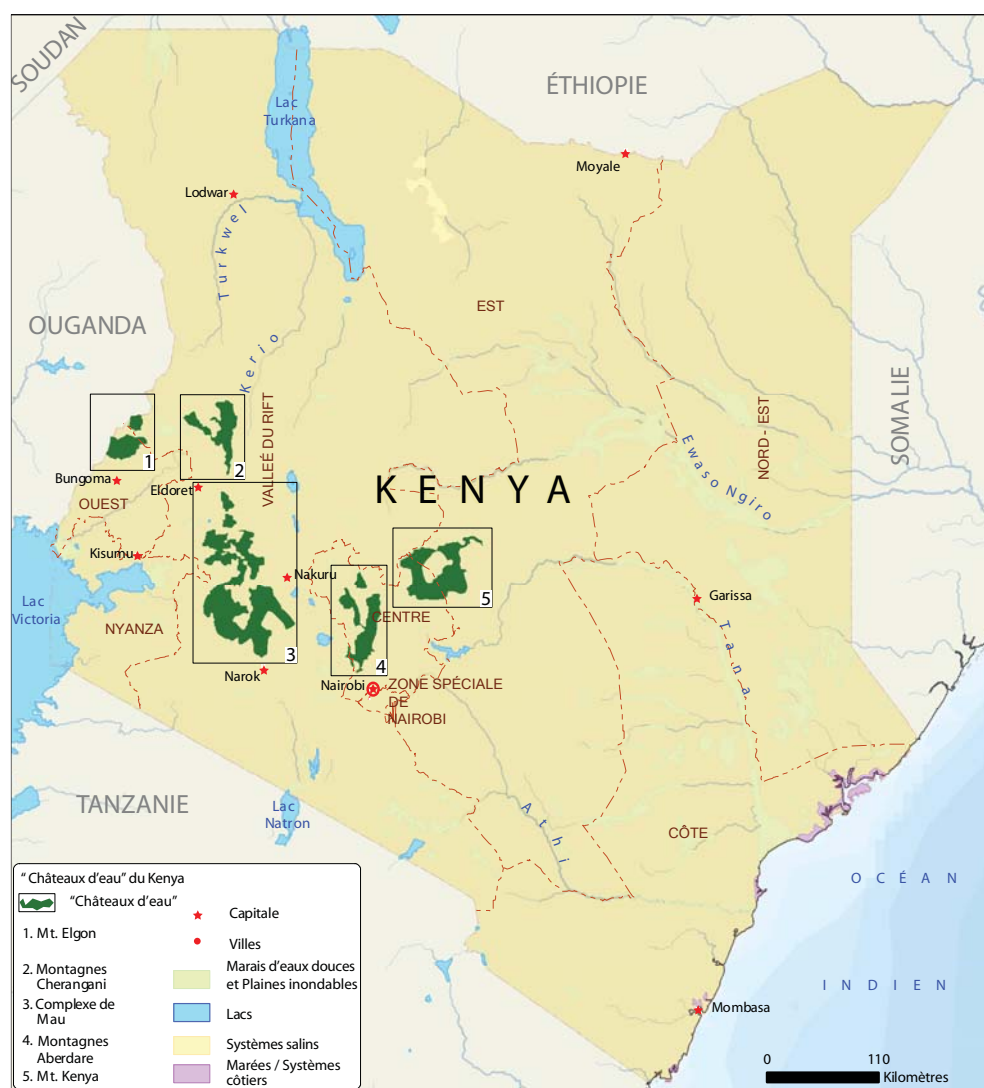 SOUDAN
ÉTHIOPIE
Lac
Turkana
Moyale
Lodwar
Turkwel
OUGANDA
EST
Kerio
SOMALIE
VALLEÉ DU RIFT
NORD - EST
1
2
Bungoma
Eldoret
OUEST
KENYA
Ewaso Ngiro
Kisumu
Nakuru
5
Lac
Victoria
Garissa
NYANZA
CENTRE
3
4
Narok
Nairobi
ZONE SPÉCIALE
DE
NAIROBI
Tana
TANZANIE
Lac
Natron
Athi
CÔTE
OCÉAN
INDIEN
Mombasa
"Châteaux d'eau" du Kenya
"Châteaux d'eau"
1. Mt. Elgon
2. Montagnes
Cherangani
3. Complexe de
Mau
4. Montagnes
Aberdare
5. Mt. Kenya
Capitale
Villes
Marais d'eaux douces
et Plaines inondables
Lacs
Systèmes salins
Marées / Systèmes
côtiers
0 110
Kilomètres